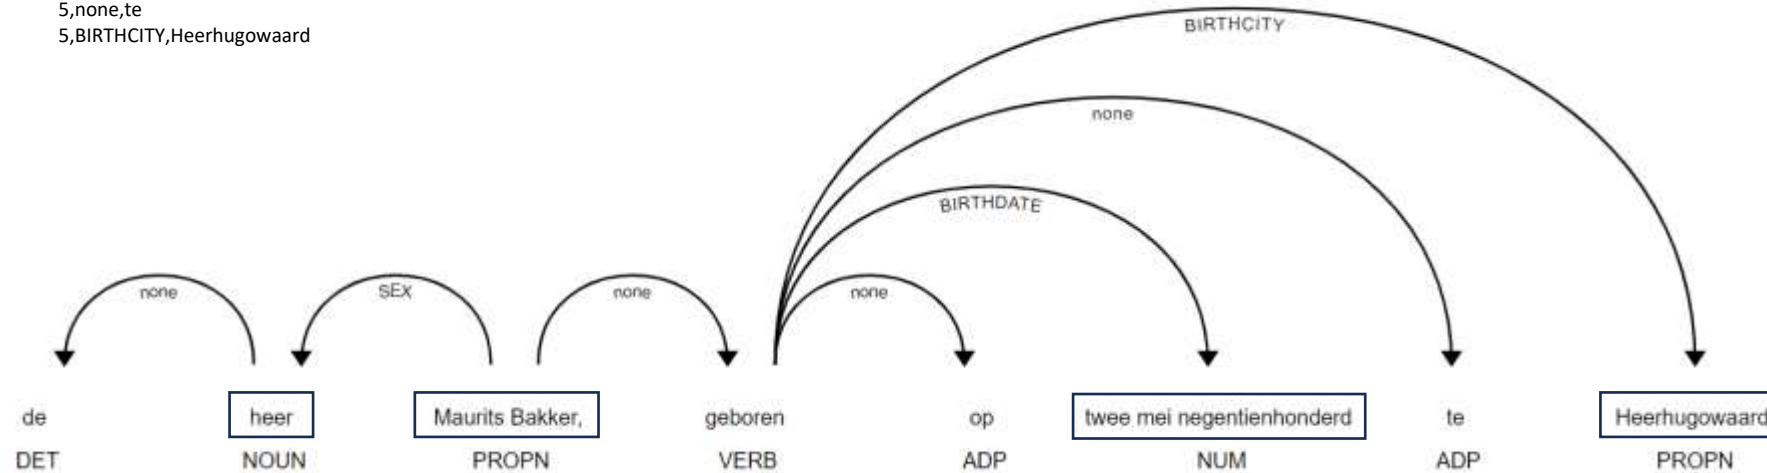 5,none,te
5,BIRTHCITY,Heerhugowaard
BIRTHCITY
none
BIRTHDATE
none SEX none none
de heer Maurits Bakker, geboren op twee mei negentienhonderd te Heerhugowaard
DET NOUN PROPN VERB ADP NUM ADP PROPN